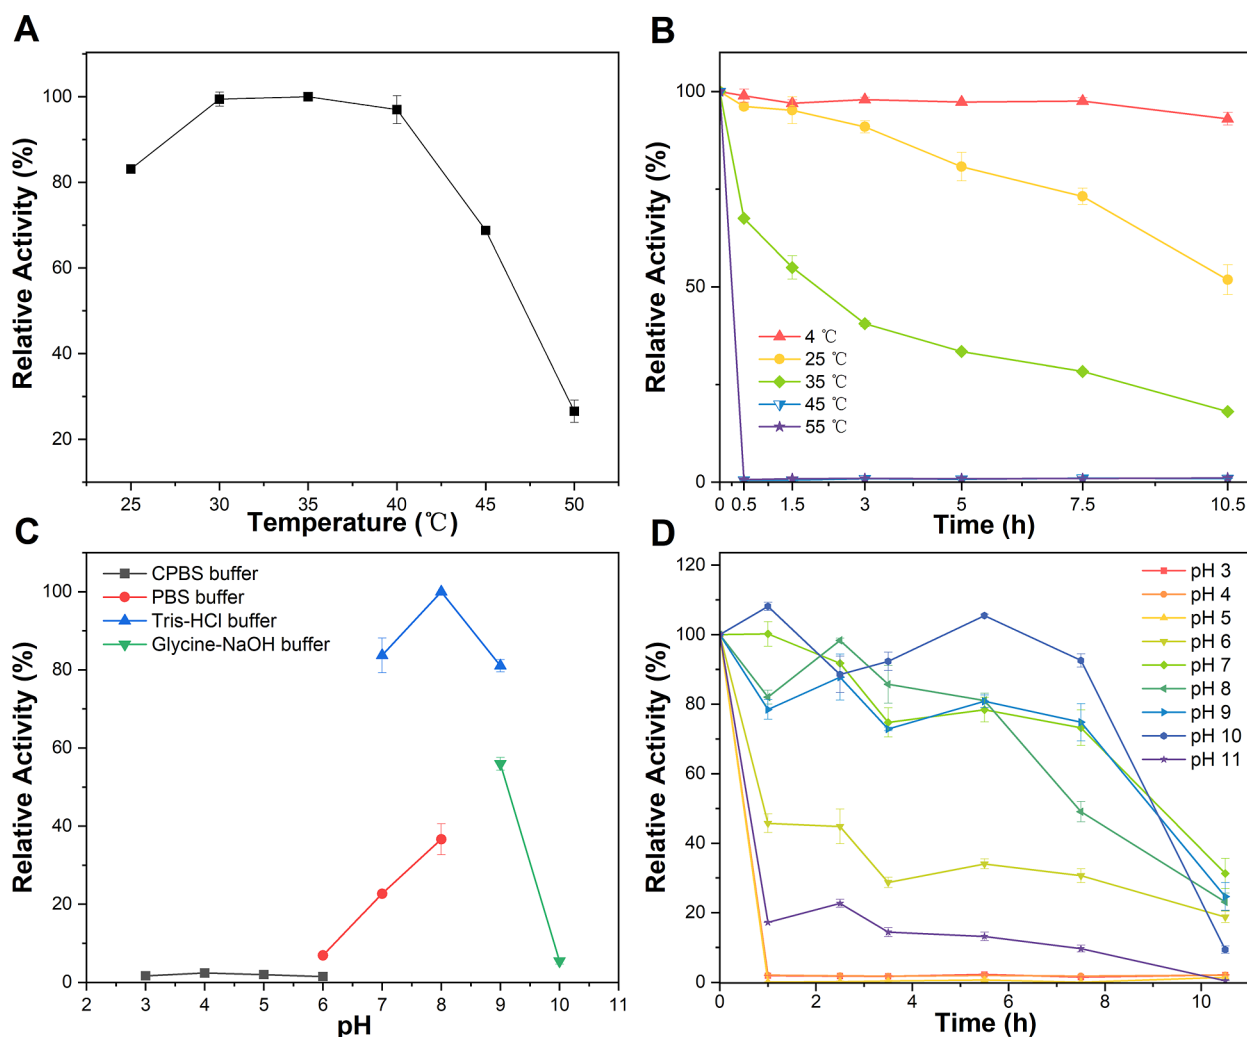 A
Relative Activity (%)
100
80
60
40
20
25
30
35
40
45
50
Temperature (℃)
B
Relative Activity (%)
100
50
0
4 ℃
25 ℃
35 ℃
45 ℃
55 ℃
0
0.5
1.5
3
5
7.5
10.5
Time (h)
C
Relative Activity (%)
100
80
60
40
20
0
CPBS buffer
PBS buffer
Tris-HCl buffer
Glycine-NaOH buffer
2
3
4
5
6
7
8
9
10
11
pH
D
Relative Activity (%)
120
100
80
60
40
20
0
pH 3
pH 4
pH 5
pH 6
pH 7
pH 8
pH 9
pH 10
pH 11
0
2
4
6
8
10
Time (h)